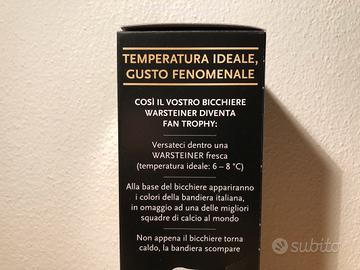 TEMPERATURA IDEALE,
GUSTO FENOMENALE
COSÌ IL VOSTRO BICCHIERE
WARSTEINER DIVENTA
FAN TROPHY:
Versateci dentro una
WARSTEINER fresca
(temperatura ideale: 6 – 8 °C)
Alla base del bicchiere appariranno
i colori della bandiera italiana,
in omaggio ad una delle migliori
squadre di calcio al mondo
Non appena il bicchiere torna
caldo, la bandiera scompare
subito